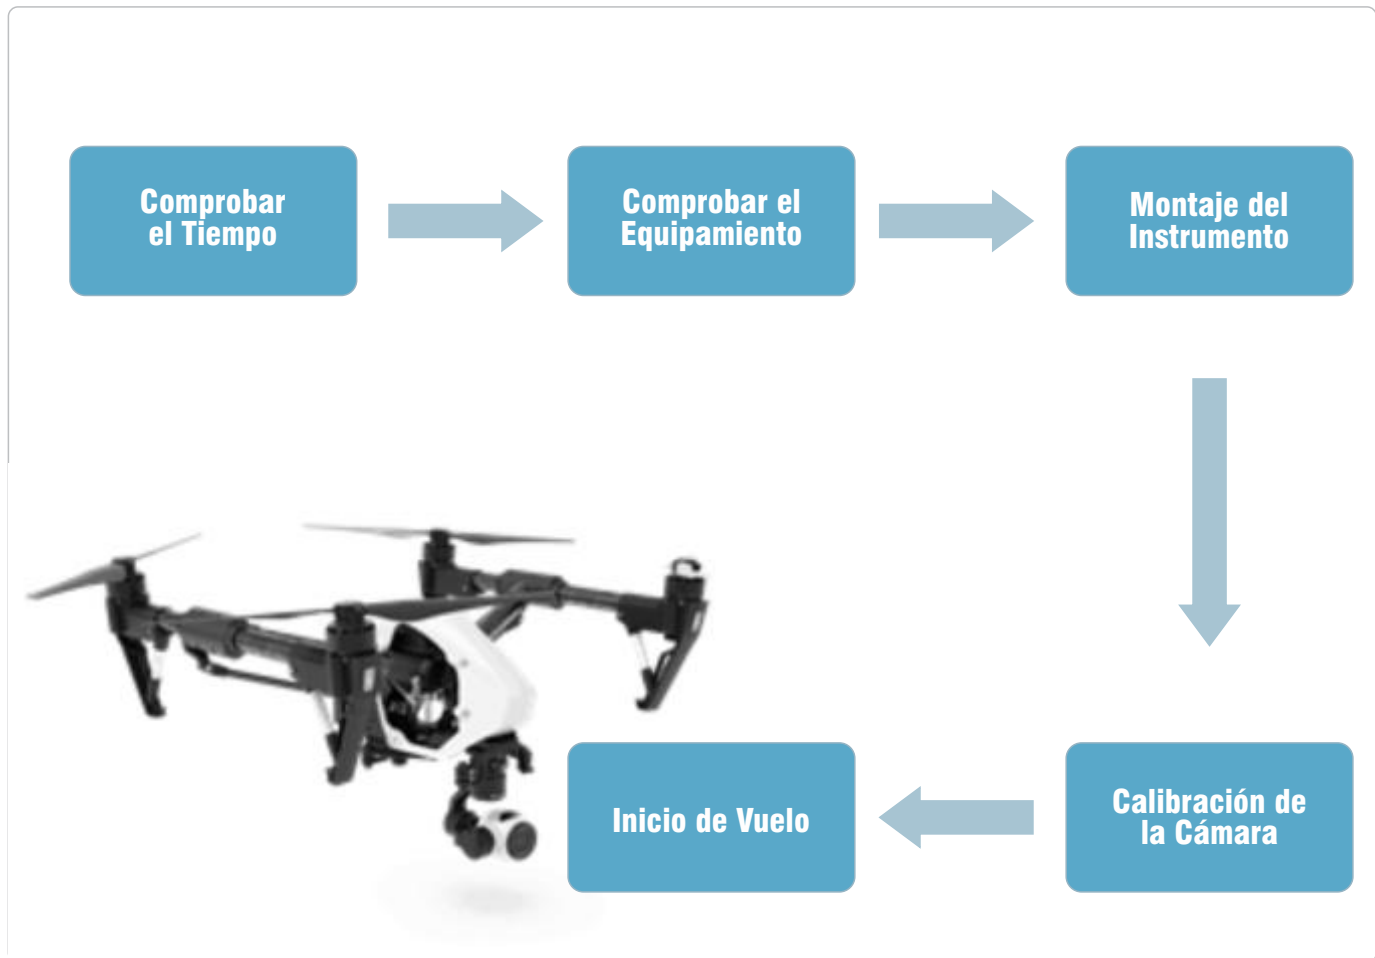 Comprobar
el Tiempo
Comprobar el
Equipamiento
Montaje del
Instrumento
Calibración de
la Cámara
Inicio de Vuelo